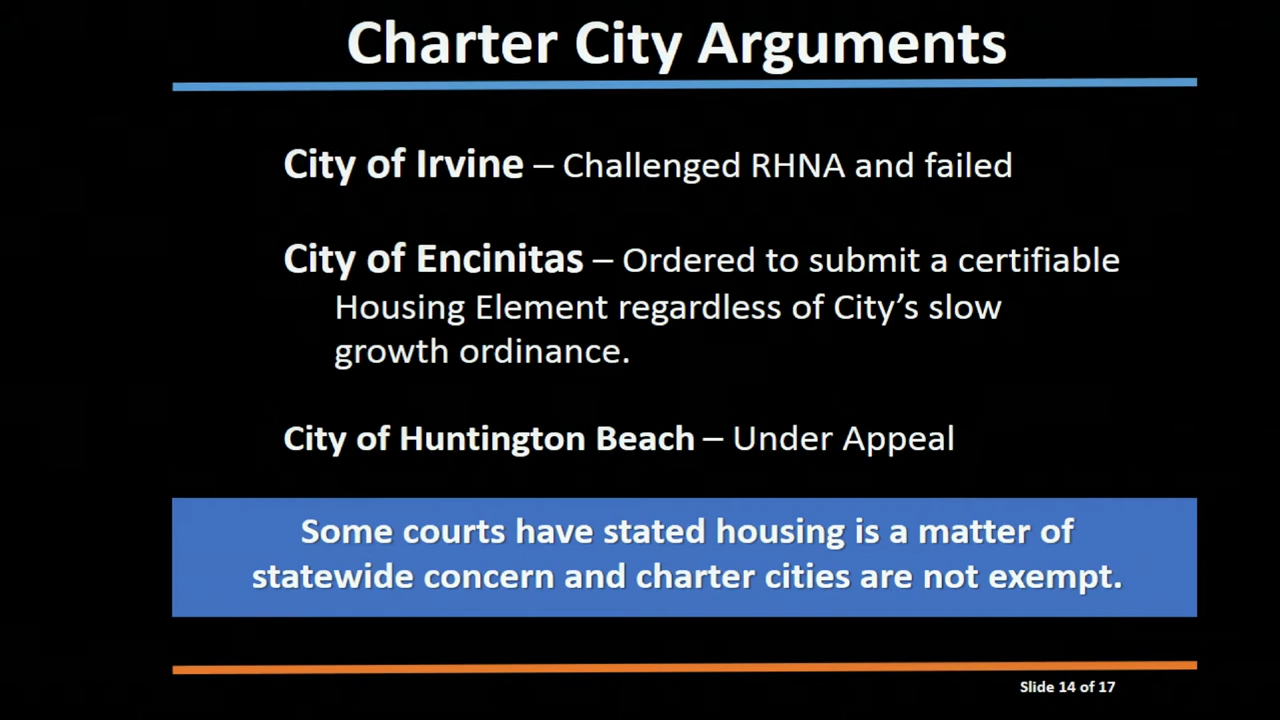 Charter City Arguments
City of Irvine – Challenged RHNA and failed
City of Encinitas – Ordered to submit a certifiable
Housing Element regardless of City’s slow
growth ordinance.
City of Huntington Beach – Under Appeal
Some courts have stated housing is a matter of
statewide concern and charter cities are not exempt.
Slide 14 of 17